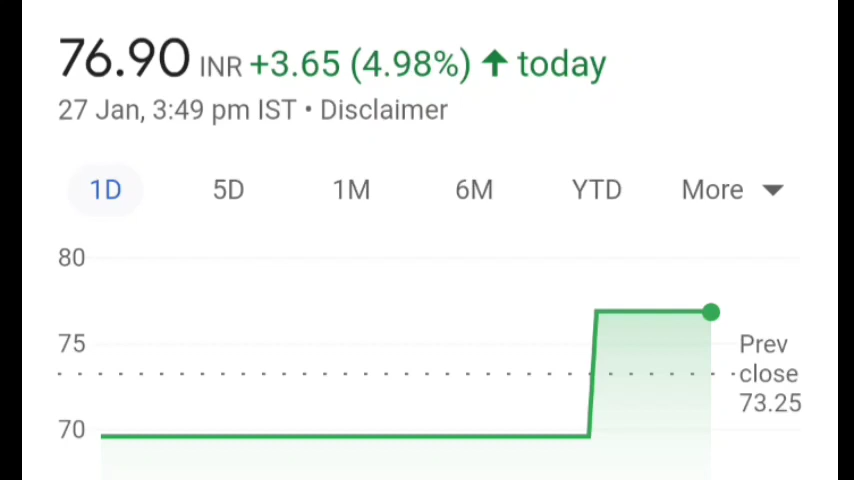 76.90 INR +3.65 (4.98%) ↑ today
27 Jan, 3:49 pm IST • Disclaimer
1D 5D 1M 6M YTD More
80
75
70
Prev
close
73.25